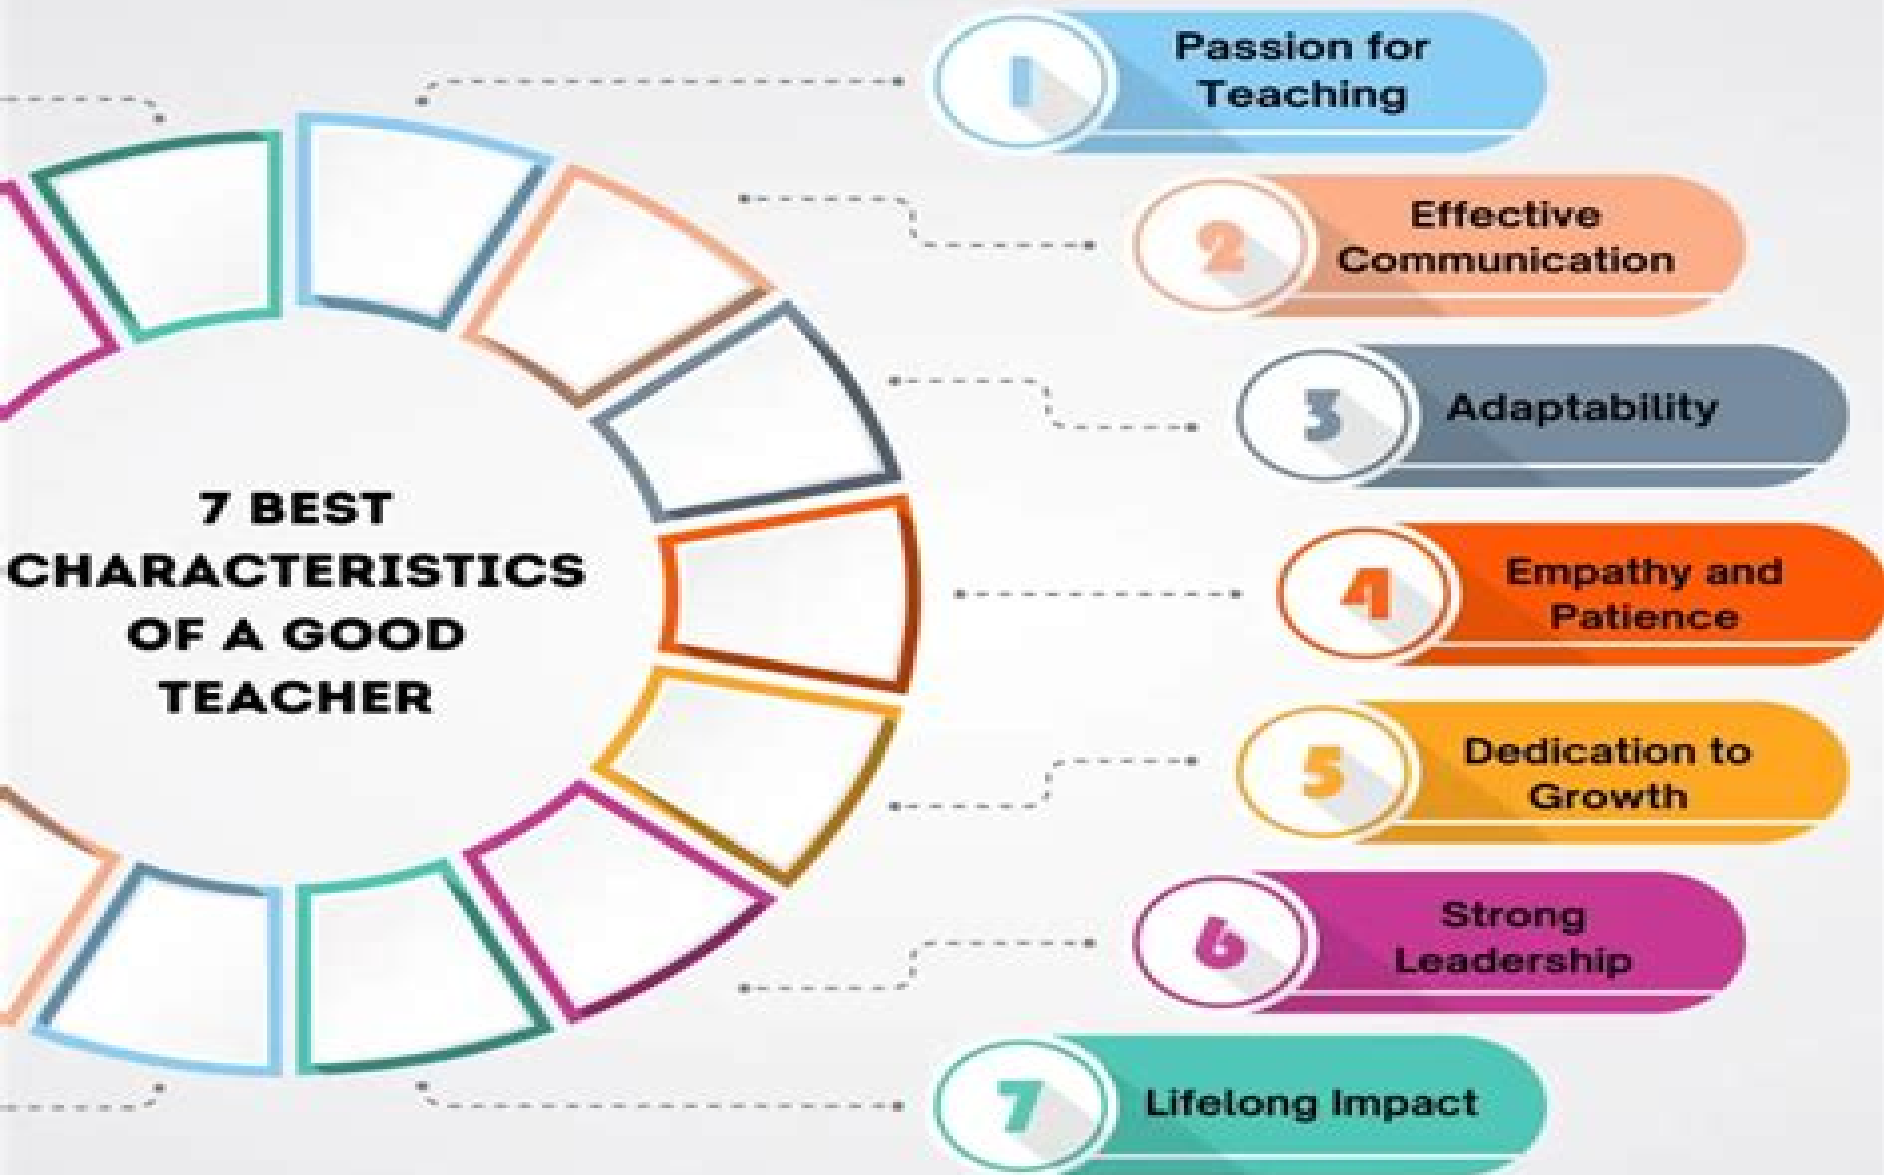 7 BEST
CHARACTERISTICS
OF A GOOD
TEACHER
1
Passion for
Teaching
2
Effective
Communication
3
Adaptability
4
Empathy and
Patience
5
Dedication to
Growth
6
Strong
Leadership
7
Lifelong Impact